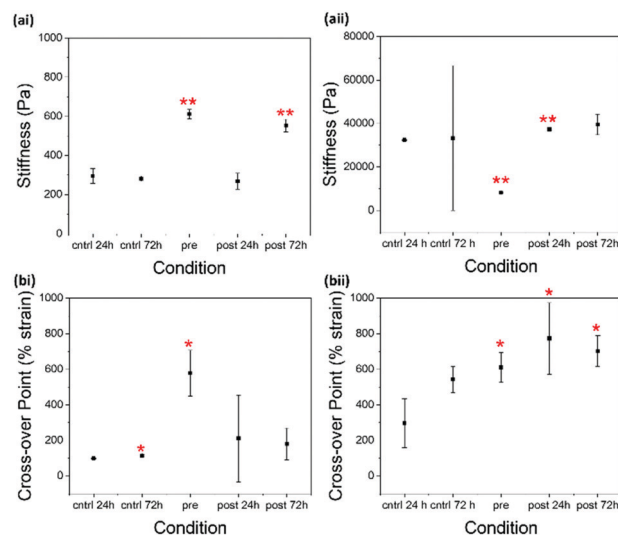 (ai)
1000
800
600
400
200
0
Stiffness (Pa)
**
**
cntrl 24h cntrl 72h pre post 24h post 72h
Condition
(aii)
80000
60000
40000
20000
0
Stiffness (Pa)
**
**
cntrl 24 h cntrl 72 h pre post 24h post 72h
Condition
(bi)
1000
800
600
400
200
0
Cross-over Point (% strain)
*
*
cntrl 24h cntrl 72h pre post 24h post 72h
Condition
(bii)
1000
800
600
400
200
0
Cross-over Point (% strain)
*
*
*
cntrl 24 h cntrl 72 h pre post 24h post 72h
Condition